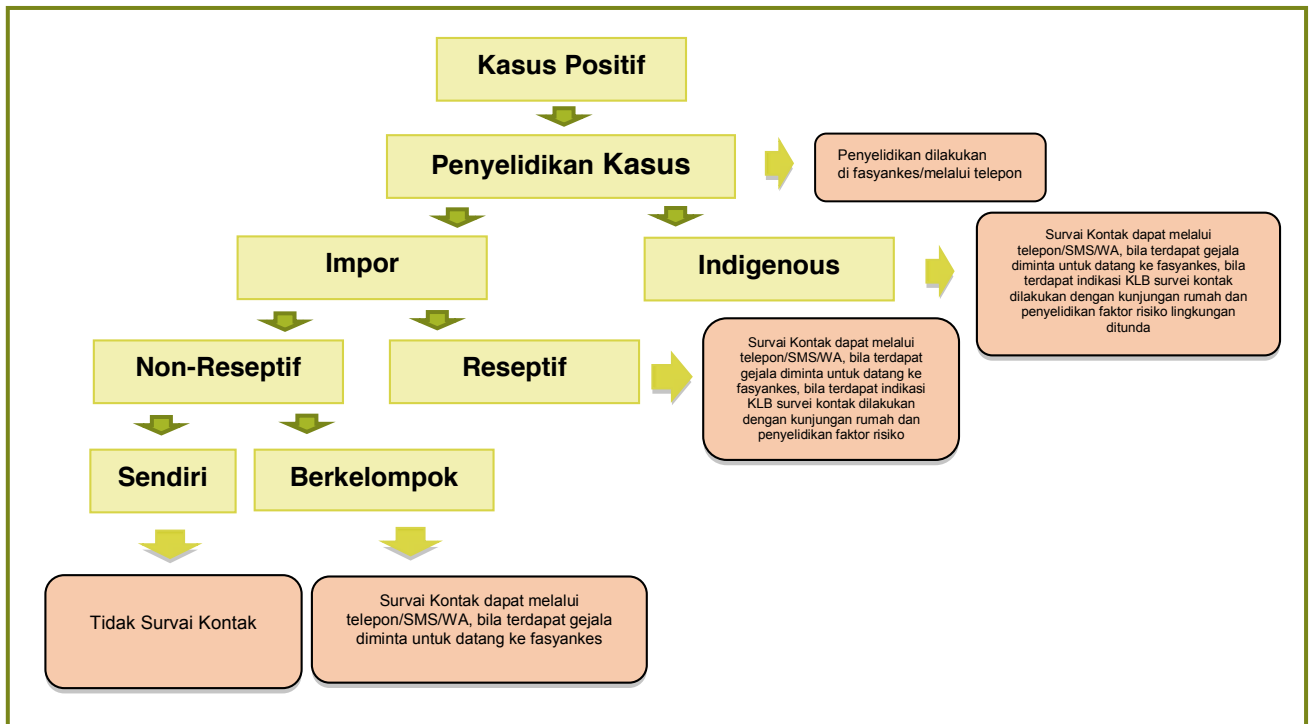 Kasus Positif
Penyelidikan Kasus
Penyelidikan dilakukan
di fasyankes/melalui telepon
Impor
Indigenous
Survai Kontak dapat melalui
telepon/SMS/WA, bila terdapat gejala
diminta untuk datang ke fasyankes, bila
terdapat indikasi KLB survei kontak
dilakukan dengan kunjungan rumah dan
penyelidikan faktor risiko lingkungan
ditunda
Non-Reseptif
Reseptif
Survai Kontak dapat melalui
telepon/SMS/WA, bila terdapat
gejala diminta untuk datang ke
fasyankes, bila terdapat indikasi
KLB survei kontak dilakukan
dengan kunjungan rumah dan
penyelidikan faktor risiko
Sendiri
Berkelompok
Tidak Survai Kontak
Survai Kontak dapat melalui
telepon/SMS/WA, bila terdapat gejala
diminta untuk datang ke fasyankes